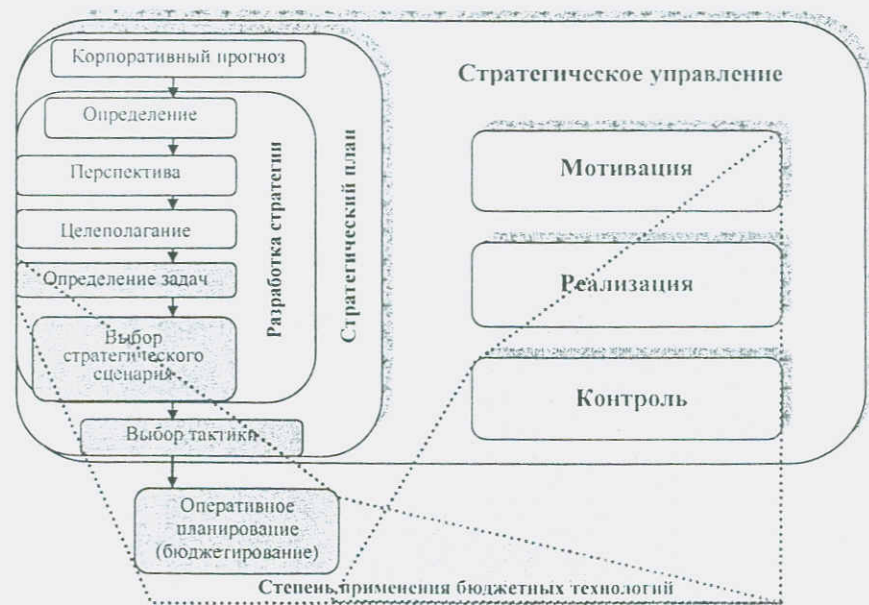 Корпоративный прогноз
Определение
Перспектива
Целеполагание
Определение задач
Выбор
стратегического
сценария
Выбор тактики
Оперативное
планирование
(бюджетирование)
Разработка стратегии
Стратегический план
Стратегическое управление
Мотивация
Реализация
Контроль
Степень применения бюджетных технологий